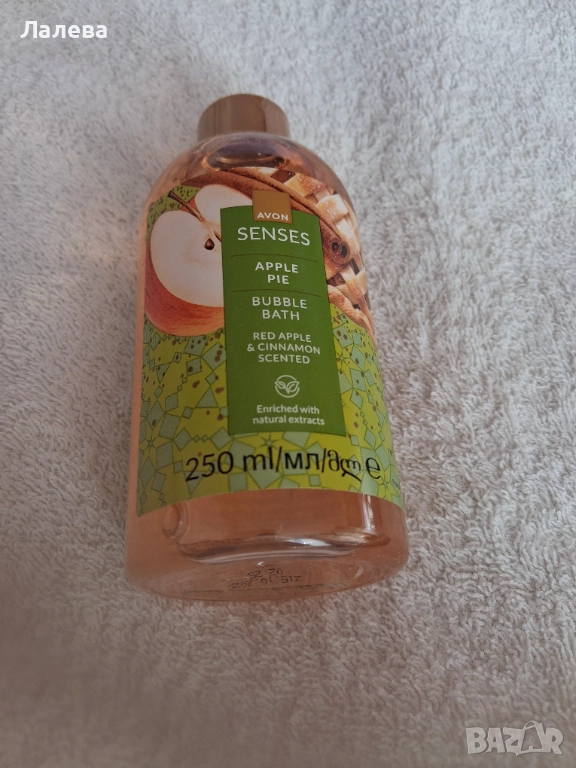 Лалева
AVON
SENSES
APPLE
PIE
BUBBLE
BATH
RED APPLE
& CINNAMON
SCENTED
Enriched with
natural extracts
250 ml/мл/მლ e
BAZAR